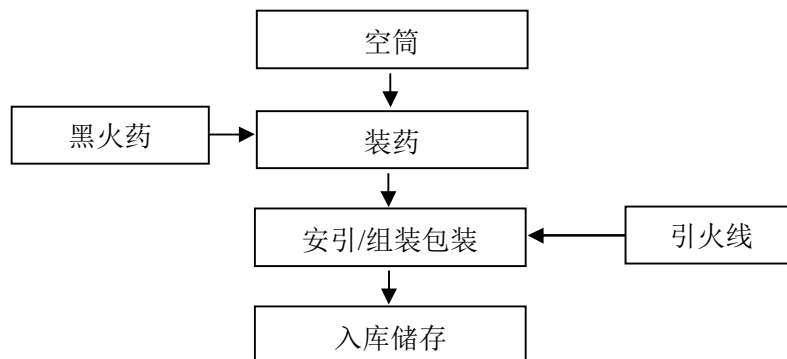 空筒
黑火药
装药
安引/组装包装
引火线
入库储存